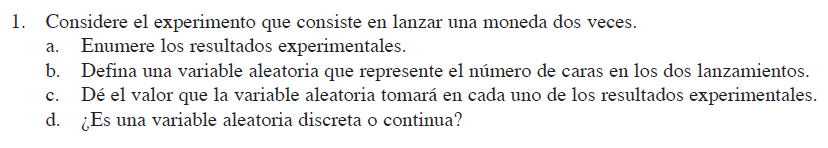 1. Considere el experimento que consiste en lanzar una moneda dos veces.
a. Enumere los resultados experimentales.
b. Defina una variable aleatoria que represente el número de caras en los dos lanzamientos.
c. Dé el valor que la variable aleatoria tomará en cada uno de los resultados experimentales.
d. ¿Es una variable aleatoria discreta o continua?